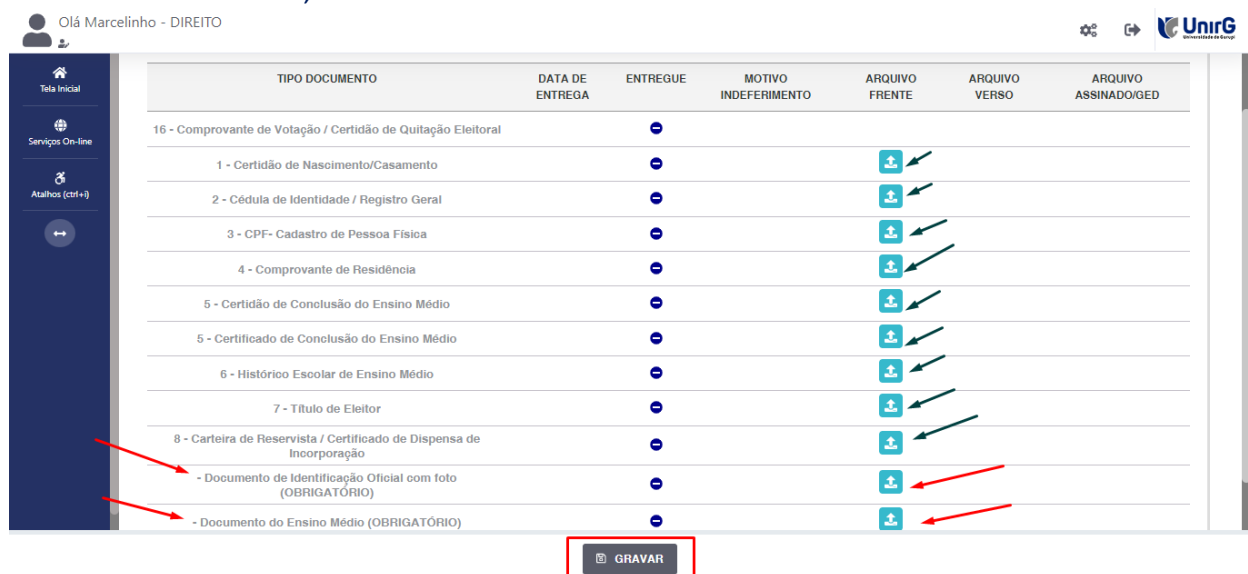 Olá Marcelinho - DIREITO
UnirG
Universidade de Gurupi
Tela Inicial
Serviços On-line
Atalhos (ctrl+i)
TIPO DOCUMENTO
DATA DE ENTREGA
ENTREGUE
MOTIVO INDEFERIMENTO
ARQUIVO FRENTE
ARQUIVO VERSO
ARQUIVO ASSINADO/GED
16 - Comprovante de Votação / Certidão de Quitação Eleitoral
1 - Certidão de Nascimento/Casamento
2 - Cédula de Identidade / Registro Geral
3 - CPF- Cadastro de Pessoa Física
4 - Comprovante de Residência
5 - Certidão de Conclusão do Ensino Médio
5 - Certificado de Conclusão do Ensino Médio
6 - Histórico Escolar de Ensino Médio
7 - Título de Eleitor
8 - Carteira de Reservista / Certificado de Dispensa de
Incorporação
- Documento de Identificação Oficial com foto
(OBRIGATÓRIO)
- Documento do Ensino Médio (OBRIGATÓRIO)
GRAVAR